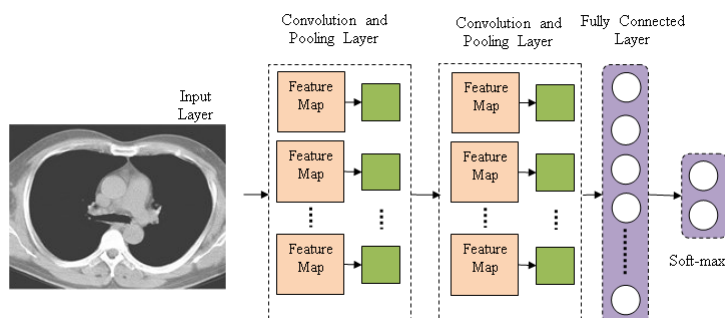 Input
Layer
Convolution and
Pooling Layer
Feature
Map
Feature
Map
Feature
Map
Convolution and
Pooling Layer
Feature
Map
Feature
Map
Feature
Map
Fully Connected
Layer
Soft-max